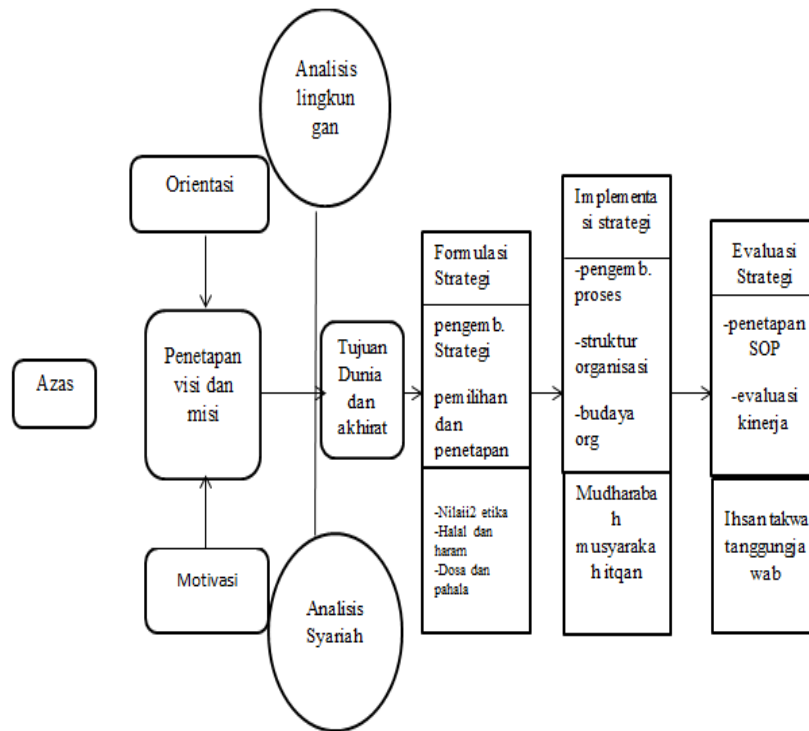 Analisis
lingkun
gan
Orientasi
Azas
Penetapan
visi dan
misi
Motivasi
Analisis
Syariah
Tujuan
Dunia
dan
akhirat
Formulasi
Strategi
pengemb.
Strategi
pemilihan
dan
penetapan
-Nilaii2 etika
-Halal dan
haram
-Dosa dan
pahala
Implementa
si strategi
-pengemb.
proses
-struktur
organisasi
-budaya
org
Mudharaba
h
musyaraka
h itqan
Evaluasi
Strategi
-penetapan
SOP
-evaluasi
kinerja
Ihsan takwa
tanggungja
wab